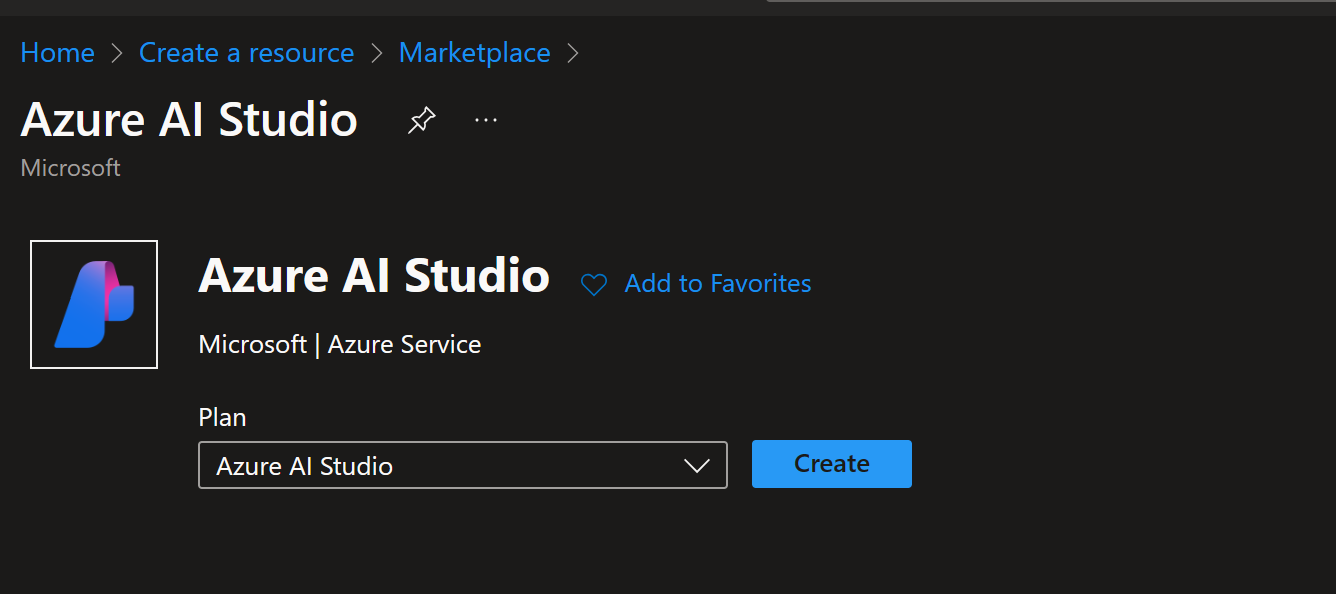 Home > Create a resource > Marketplace >
Azure AI Studio ...
Microsoft
Azure AI Studio Add to Favorites
Microsoft | Azure Service
Plan
Azure AI Studio Create